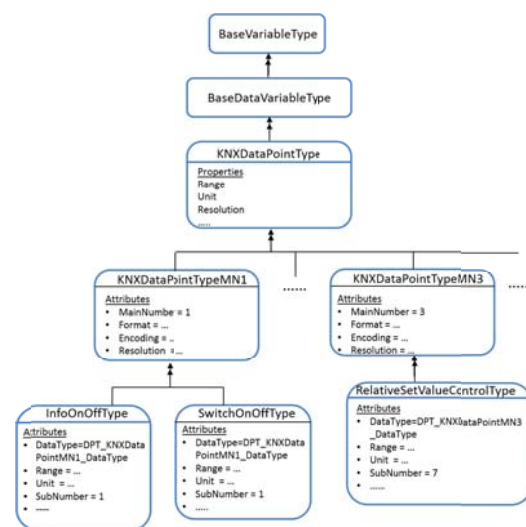 BaseVariableType
BaseDataVariableType
KNXDataPointType
Properties
Range
Unit
Resolution
.....
KNXDataPointTypeMN1
Attributes
• MainNumbe = 1
• Format = ...
• Encoding = ..
• Resolution = ...
......
KNXDataPointTypeMN3
Attributes
• MainNumber = 3
• Format = ...
• Encoding = ...
• Resolution = ...
......
InfoOnOffType
Attributes
• DataType=DPT_KNXData
PointMN1_DataType
• Range = ...
• Unit = ...
• SubNumber = 1
• .....
SwitchOnOffType
Attributes
• DataType=DPT_KNXData
PointMN1_DataType
• Range = ...
• Unit = ...
• SubNumber = 1
• .....
RelativeSetValueControlType
Attributes
• DataType=DPT_KNXDataPointMN3
_DataType
• Range = ...
• Unit = ...
• SubNumber = 7
• ......